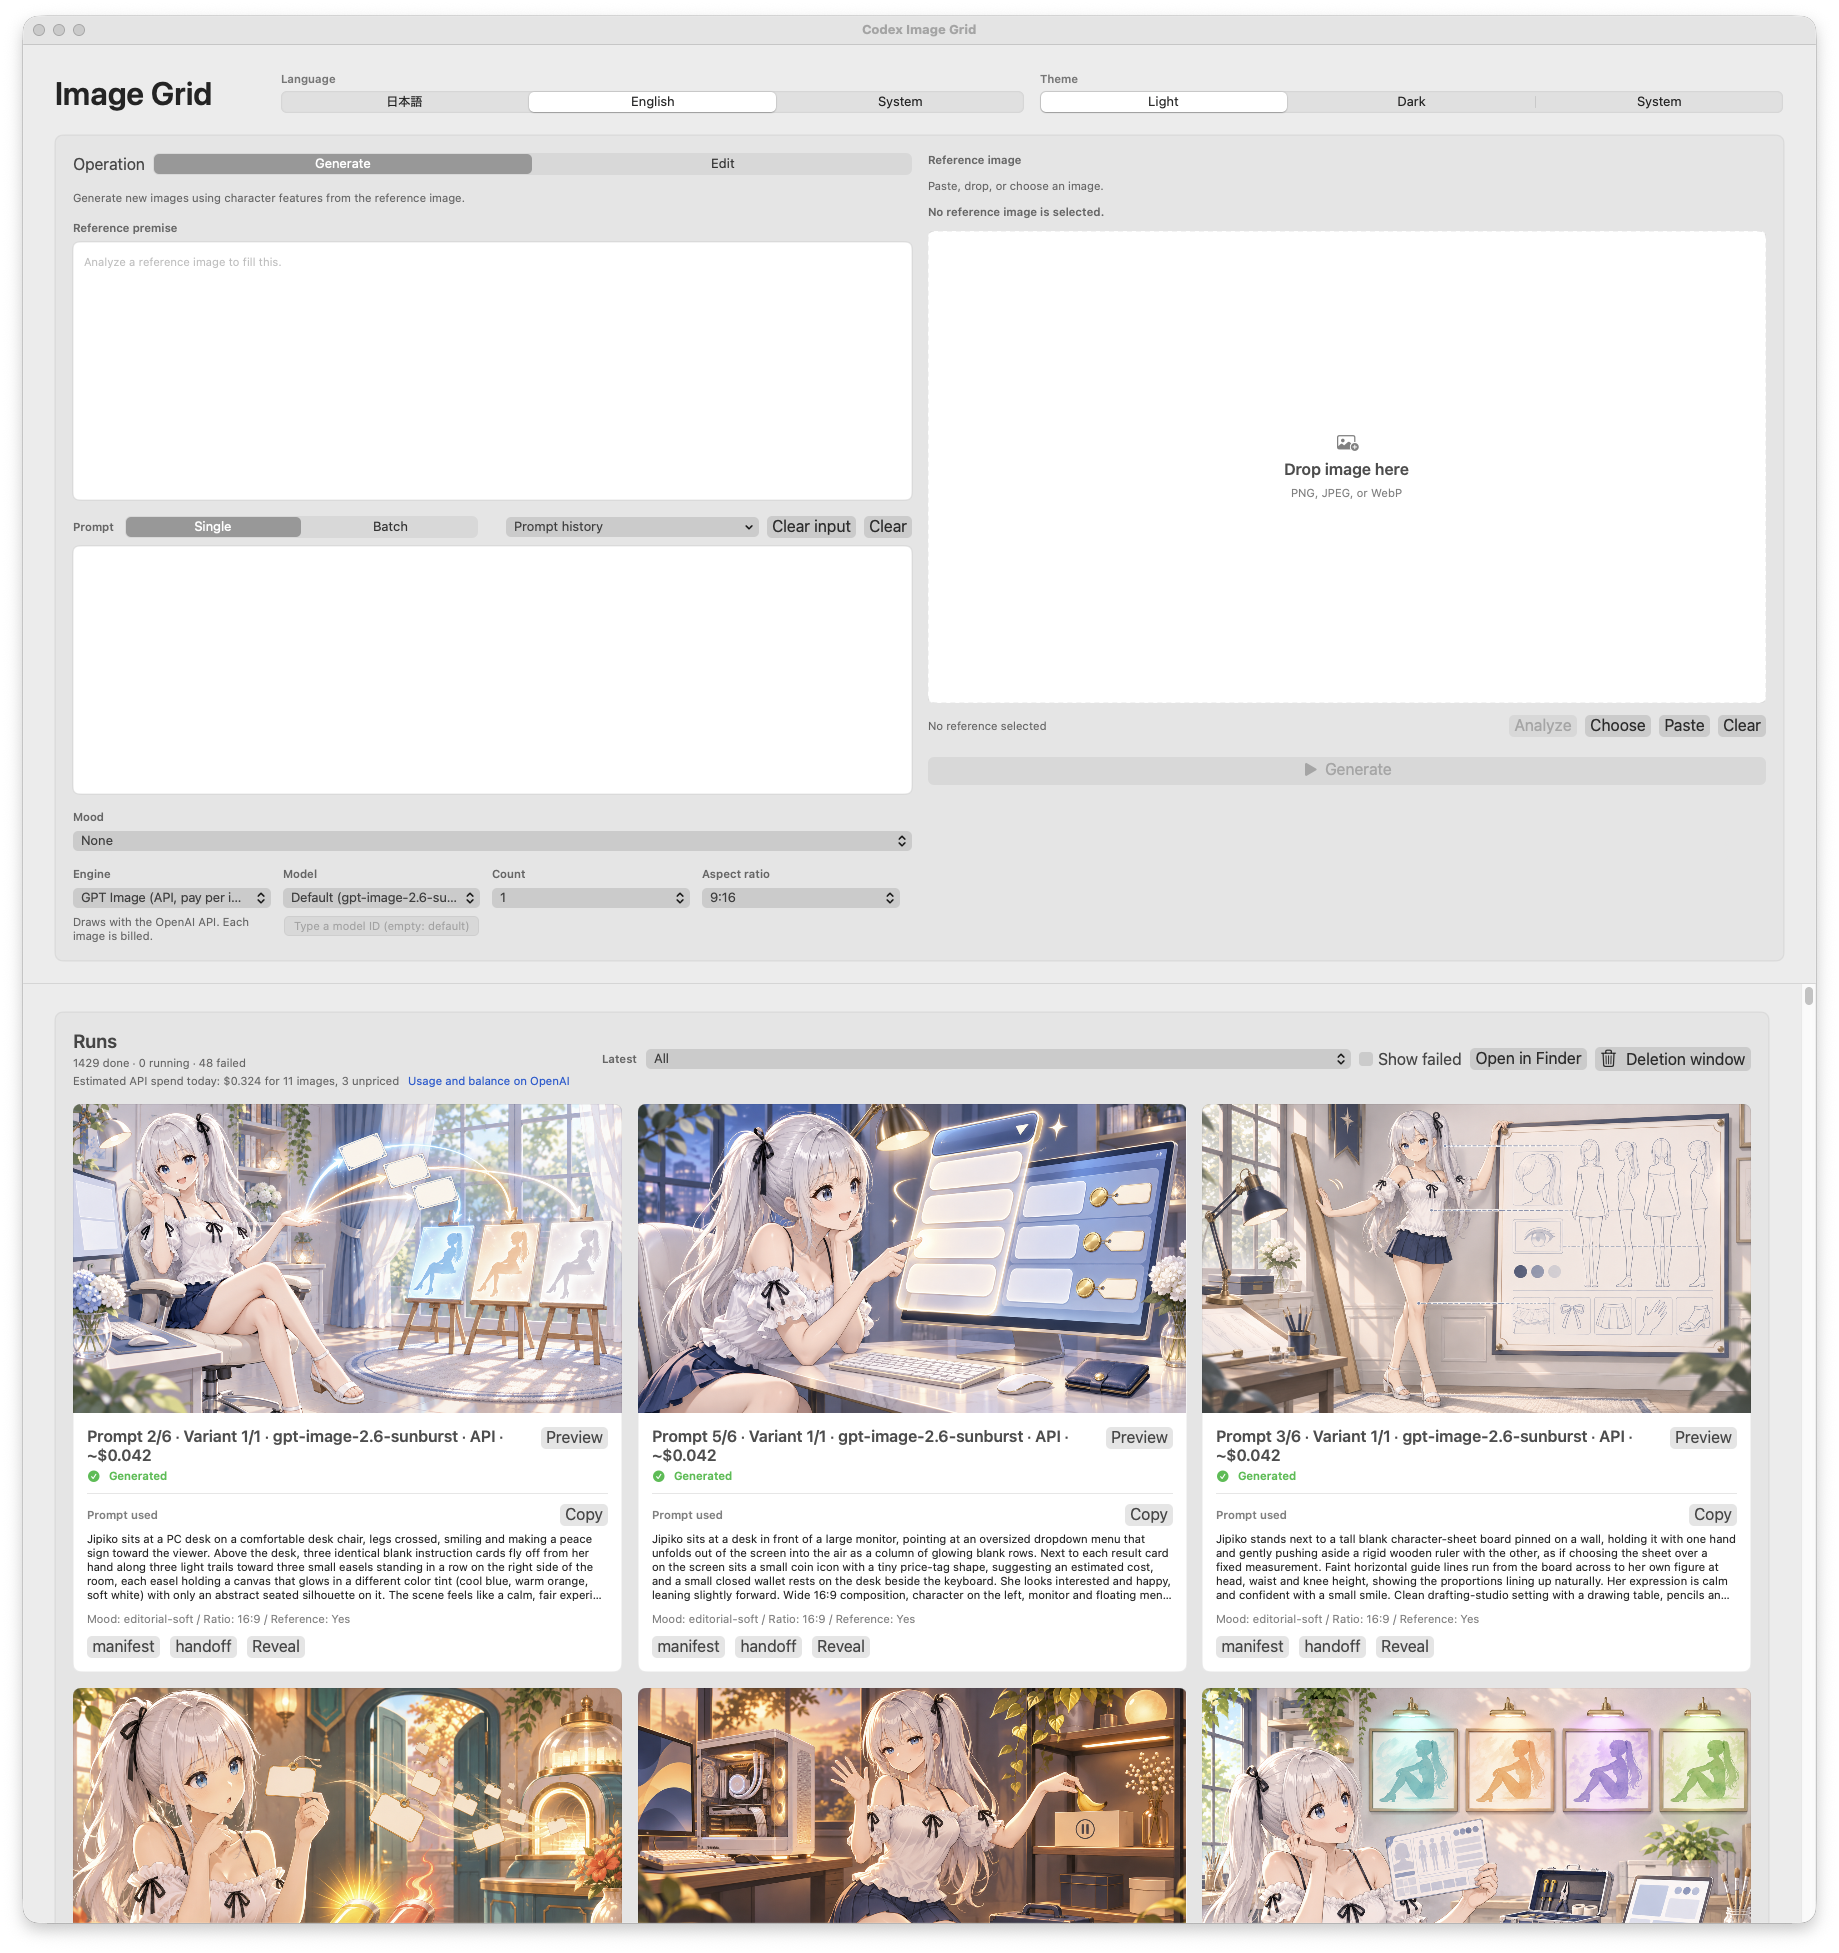 Codex Image Grid
Image Grid
Language
日本語
English
System
Theme
Light
Dark
System
Operation
Generate
Edit
Generate new images using character features from the reference image.
Reference premise
Analyze a reference image to fill this.
Prompt
Single
Batch
Prompt history
Clear input
Clear
Mood
None
Engine
GPT Image (API, pay per i...
Draws with the OpenAI API. Each
image is billed.
Model
Default (gpt-image-2.6-su...
Type a model ID (empty: default)
Count
1
Aspect ratio
9:16
Reference image
Paste, drop, or choose an image.
No reference image is selected.
Drop image here
PNG, JPEG, or WebP
No reference selected
Analyze
Choose
Paste
Clear
Generate
Runs
1429 done · 0 running · 48 failed
Estimated API spend today: $0.324 for 11 images, 3 unpriced
Usage and balance on OpenAI
Latest
All
Show failed
Open in Finder
Deletion window
Prompt 2/6 · Variant 1/1 · gpt-image-2.6-sunburst · API ·
~$0.042
Preview
Generated
Prompt used
Copy
Jipiko sits at a PC desk on a comfortable desk chair, legs crossed, smiling and making a peace
sign toward the viewer. Above the desk, three identical blank instruction cards fly off from her
hand along three light trails toward three small easels standing in a row on the right side of the
room, each easel holding a canvas that glows in a different color tint (cool blue, warm orange,
soft white) with only an abstract seated silhouette on it. The scene feels like a calm, fair experi...
Mood: editorial-soft / Ratio: 16:9 / Reference: Yes
manifest
handoff
Reveal
Prompt 5/6 · Variant 1/1 · gpt-image-2.6-sunburst · API ·
~$0.042
Preview
Generated
Prompt used
Copy
Jipiko sits at a desk in front of a large monitor, pointing at an oversized dropdown menu that
unfolds out of the screen into the air as a column of glowing blank rows. Next to each result card
on the screen sits a small coin icon with a tiny price-tag shape, suggesting an estimated cost,
and a small closed wallet rests on the desk beside the keyboard. She looks interested and happy,
leaning slightly forward. Wide 16:9 composition, character on the left, monitor and floating men...
Mood: editorial-soft / Ratio: 16:9 / Reference: Yes
manifest
handoff
Reveal
Prompt 3/6 · Variant 1/1 · gpt-image-2.6-sunburst · API ·
~$0.042
Preview
Generated
Prompt used
Copy
Jipiko stands next to a tall blank character-sheet board pinned on a wall, holding it with one hand
and gently pushing aside a rigid wooden ruler with the other, as if choosing the sheet over a
fixed measurement. Faint horizontal guide lines run from the board across to her own figure at
head, waist and knee height, showing the proportions lining up naturally. Her expression is calm
and confident with a small smile. Clean drafting-studio setting with a drawing table, pencils an...
Mood: editorial-soft / Ratio: 16:9 / Reference: Yes
manifest
handoff
Reveal